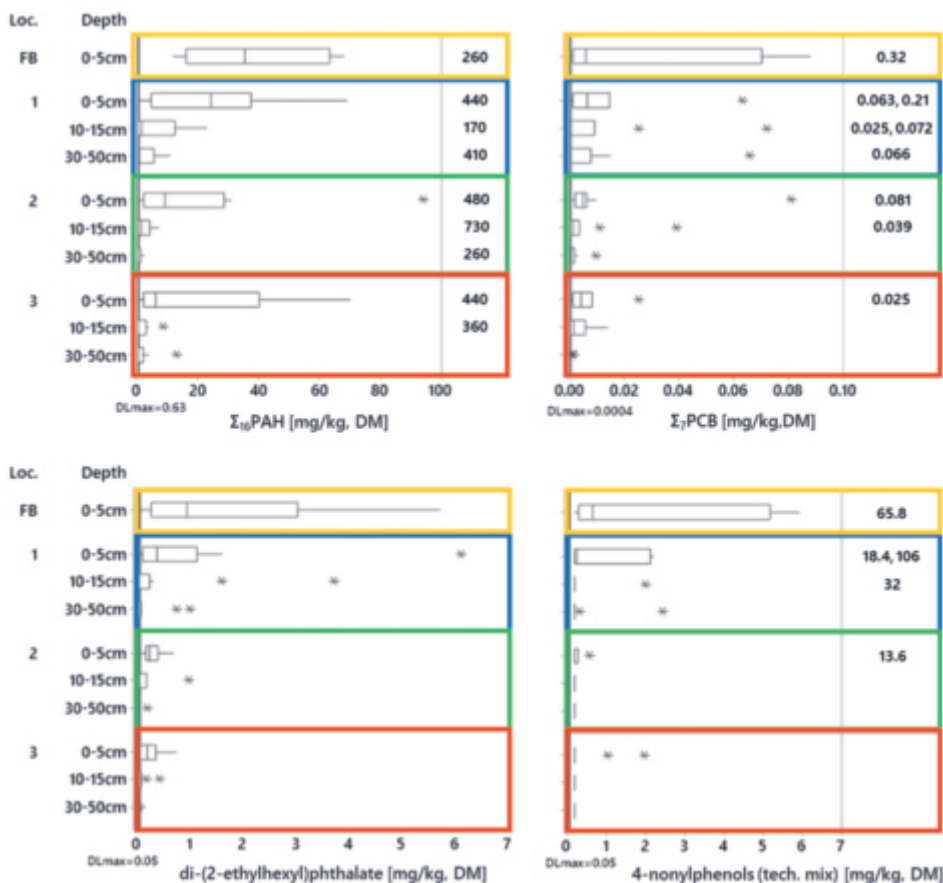 Loc. Depth
FB 0-5cm 260 0.32
1 0-5cm 440 0.063, 0.21
10-15cm 170 0.025, 0.072
30-50cm 410 0.066
2 0-5cm 480 0.081
10-15cm 730 0.039
30-50cm 260
3 0-5cm 440 0.025
10-15cm 360
30-50cm
0 20 40 60 80 100 0.00 0.02 0.04 0.06 0.08 0.10
DLmax=0.63 DLmax=0.0004
Σ₁₆PAH [mg/kg, DM] Σ₇PCB [mg/kg,DM]
Loc. Depth
FB 0-5cm 65.8
1 0-5cm 18.4, 106
10-15cm 32
30-50cm
2 0-5cm 13.6
10-15cm
30-50cm
3 0-5cm
10-15cm
30-50cm
0 1 2 3 4 5 6 7 0 1 2 3 4 5 6 7
DLmax=0.05 DLmax=0.05
di-(2-ethylhexyl)phthalate [mg/kg, DM] 4-nonylphenols (tech. mix) [mg/kg, DM]